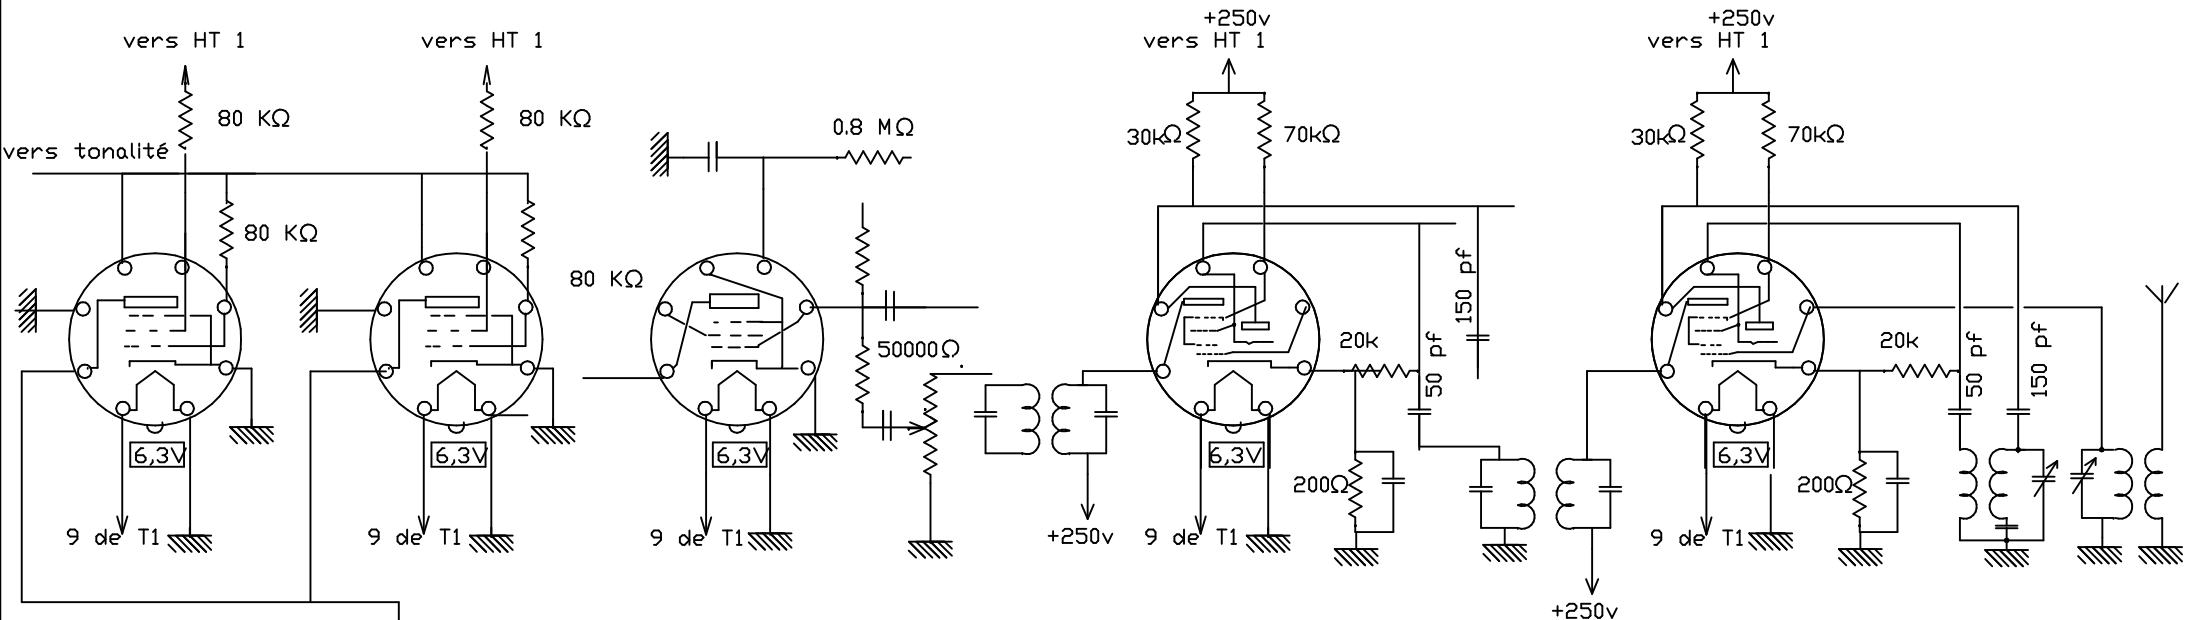 +250v
+250v
vers HT 1
vers HT 1
vers HT 1
vers HT 1
80 KΩ
80 KΩ
0.8 MΩ
30kΩ
70kΩ
30kΩ
70kΩ
vers tonalité
80 KΩ
80 KΩ
150 pf
50000Ω
20k
50 pf
20k
50 pf
150 pf
6,3V
6,3V
6,3V
6,3V
6,3V
200Ω
200Ω
9 de T1
9 de T1
9 de T1
+250v
9 de T1
9 de T1
+250v